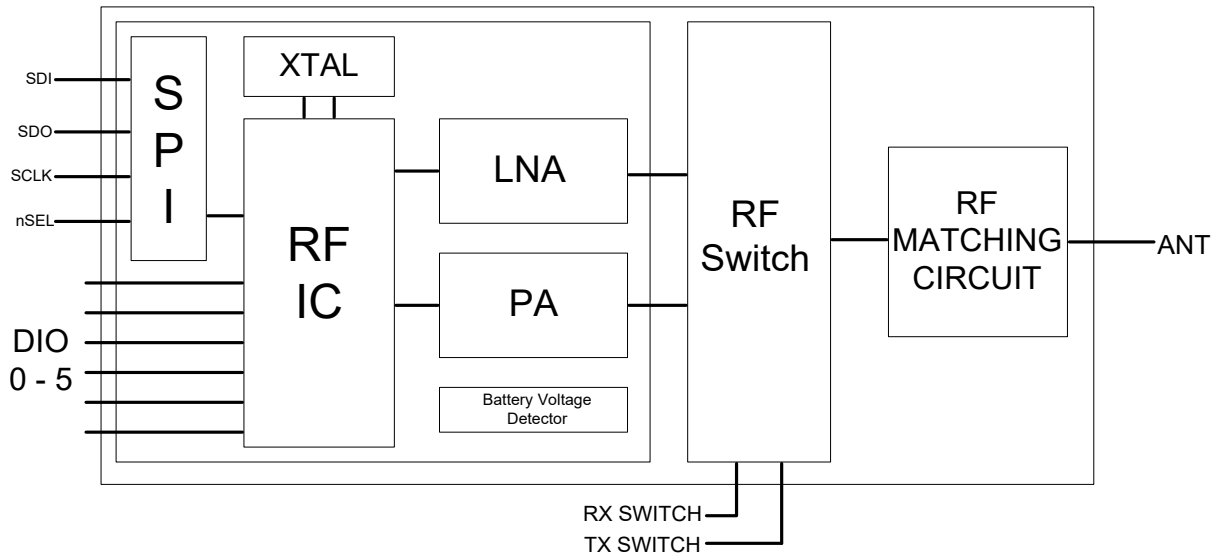 SDI
SDO
SCLK
nSEL
DIO
0 - 5
S
P
I
XTAL
RF
IC
LNA
PA
Battery Voltage
Detector
RF
Switch
RF
MATCHING
CIRCUIT
ANT
RX SWITCH
TX SWITCH